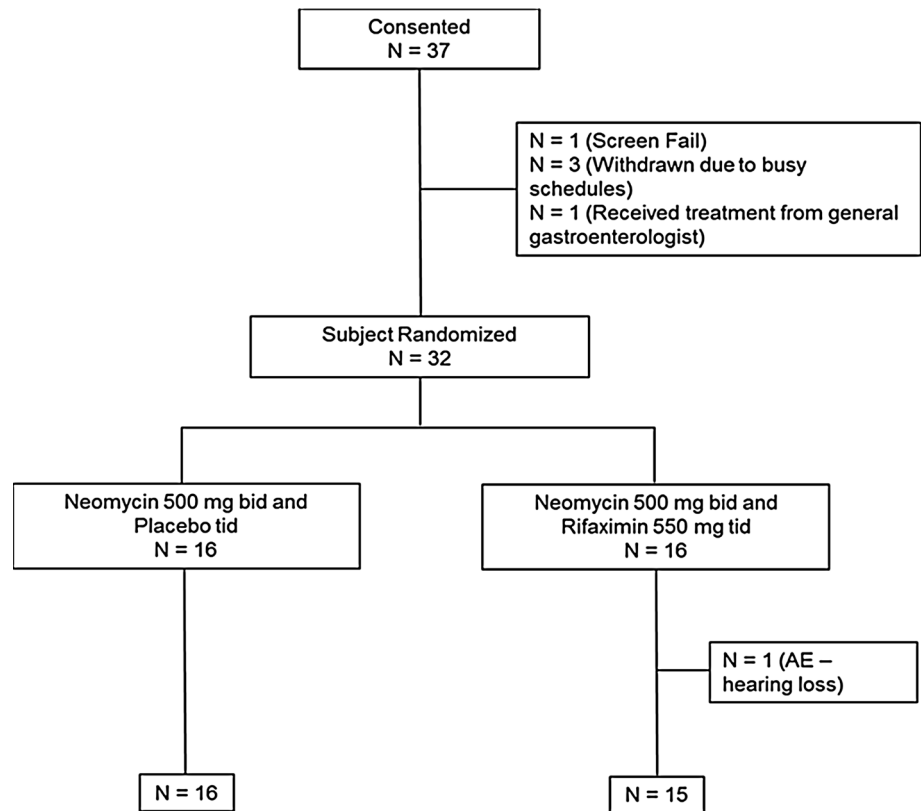 Consented
N = 37
N = 1 (Screen Fail)
N = 3 (Withdrawn due to busy
schedules)
N = 1 (Received treatment from general
gastroenterologist)
Subject Randomized
N = 32
Neomycin 500 mg bid and
Placebo tid
N = 16
Neomycin 500 mg bid and
Rifaximin 550 mg tid
N = 16
N = 1 (AE –
hearing loss)
N = 16
N = 15